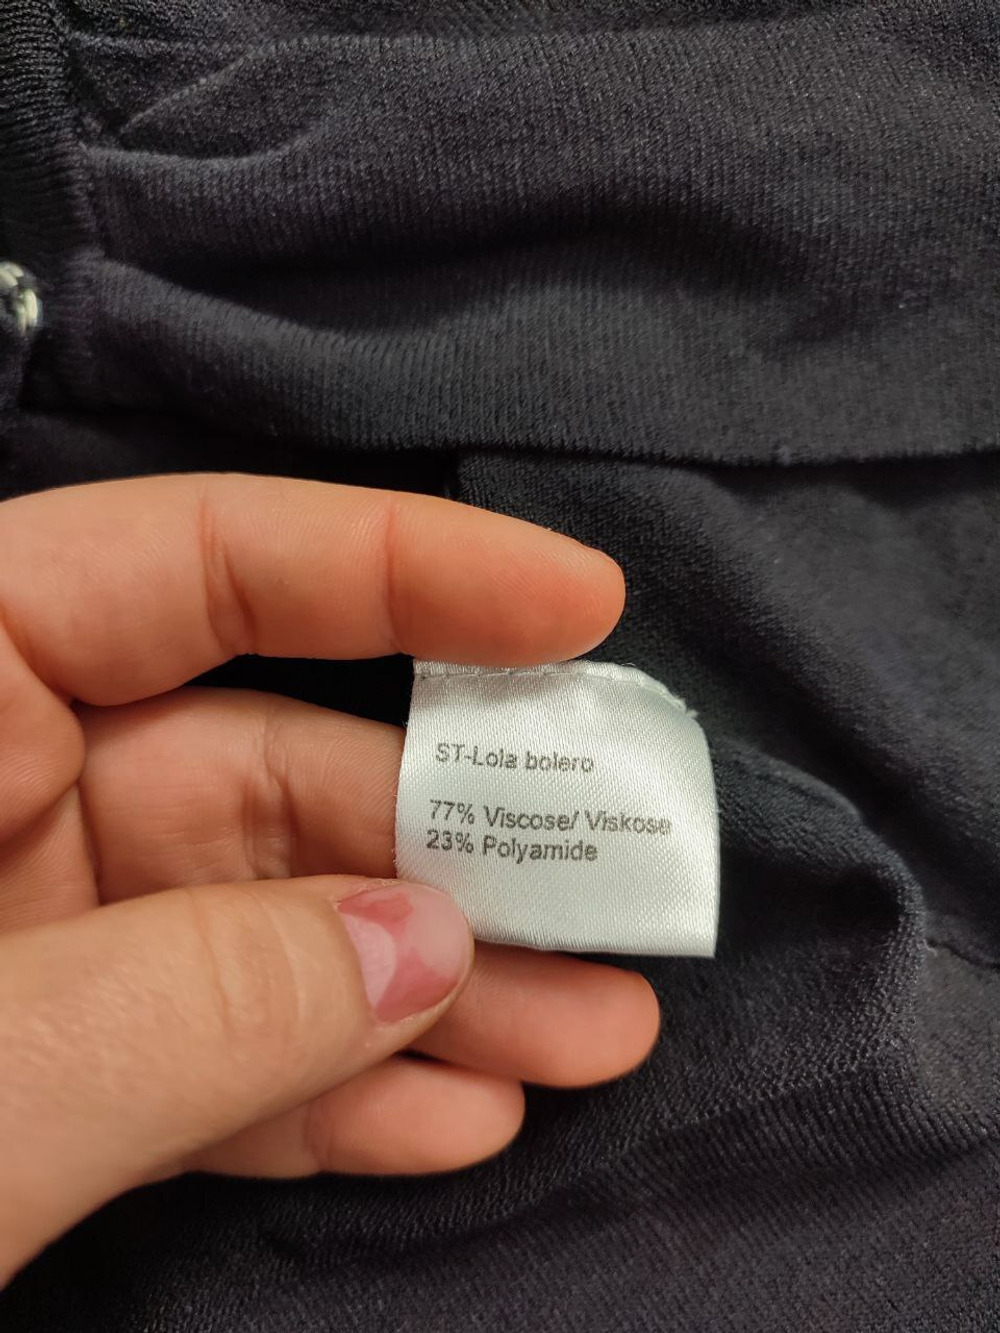 ST-Lola bolero
77% Viscose/ Viskose
23% Polyamide